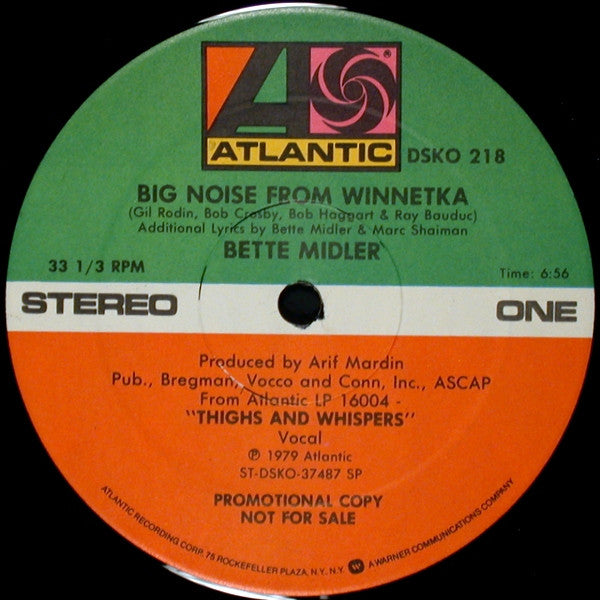 ATLANTIC
DSKO 218
BIG NOISE FROM WINNETKA
(Gil Rodin, Bob Crosby, Bob Haggart & Ray Bauduc)
Additional Lyrics by Bette Midler & Marc Shaiman
BETTE MIDLER
33 1/3 RPM
Time: 6:56
STEREO
ONE
Produced by Arif Mardin
Pub., Bregman, Vocco and Conn, Inc., ASCAP
From Atlantic LP 16004 -
"THIGHS AND WHISPERS"
Vocal
℗ 1979 Atlantic
ST-DSKO-37487 SP
PROMOTIONAL COPY
NOT FOR SALE
ATLANTIC RECORDING CORP. 75 ROCKEFELLER PLAZA, N.Y. N.Y. A WARNER COMMUNICATIONS COMPANY